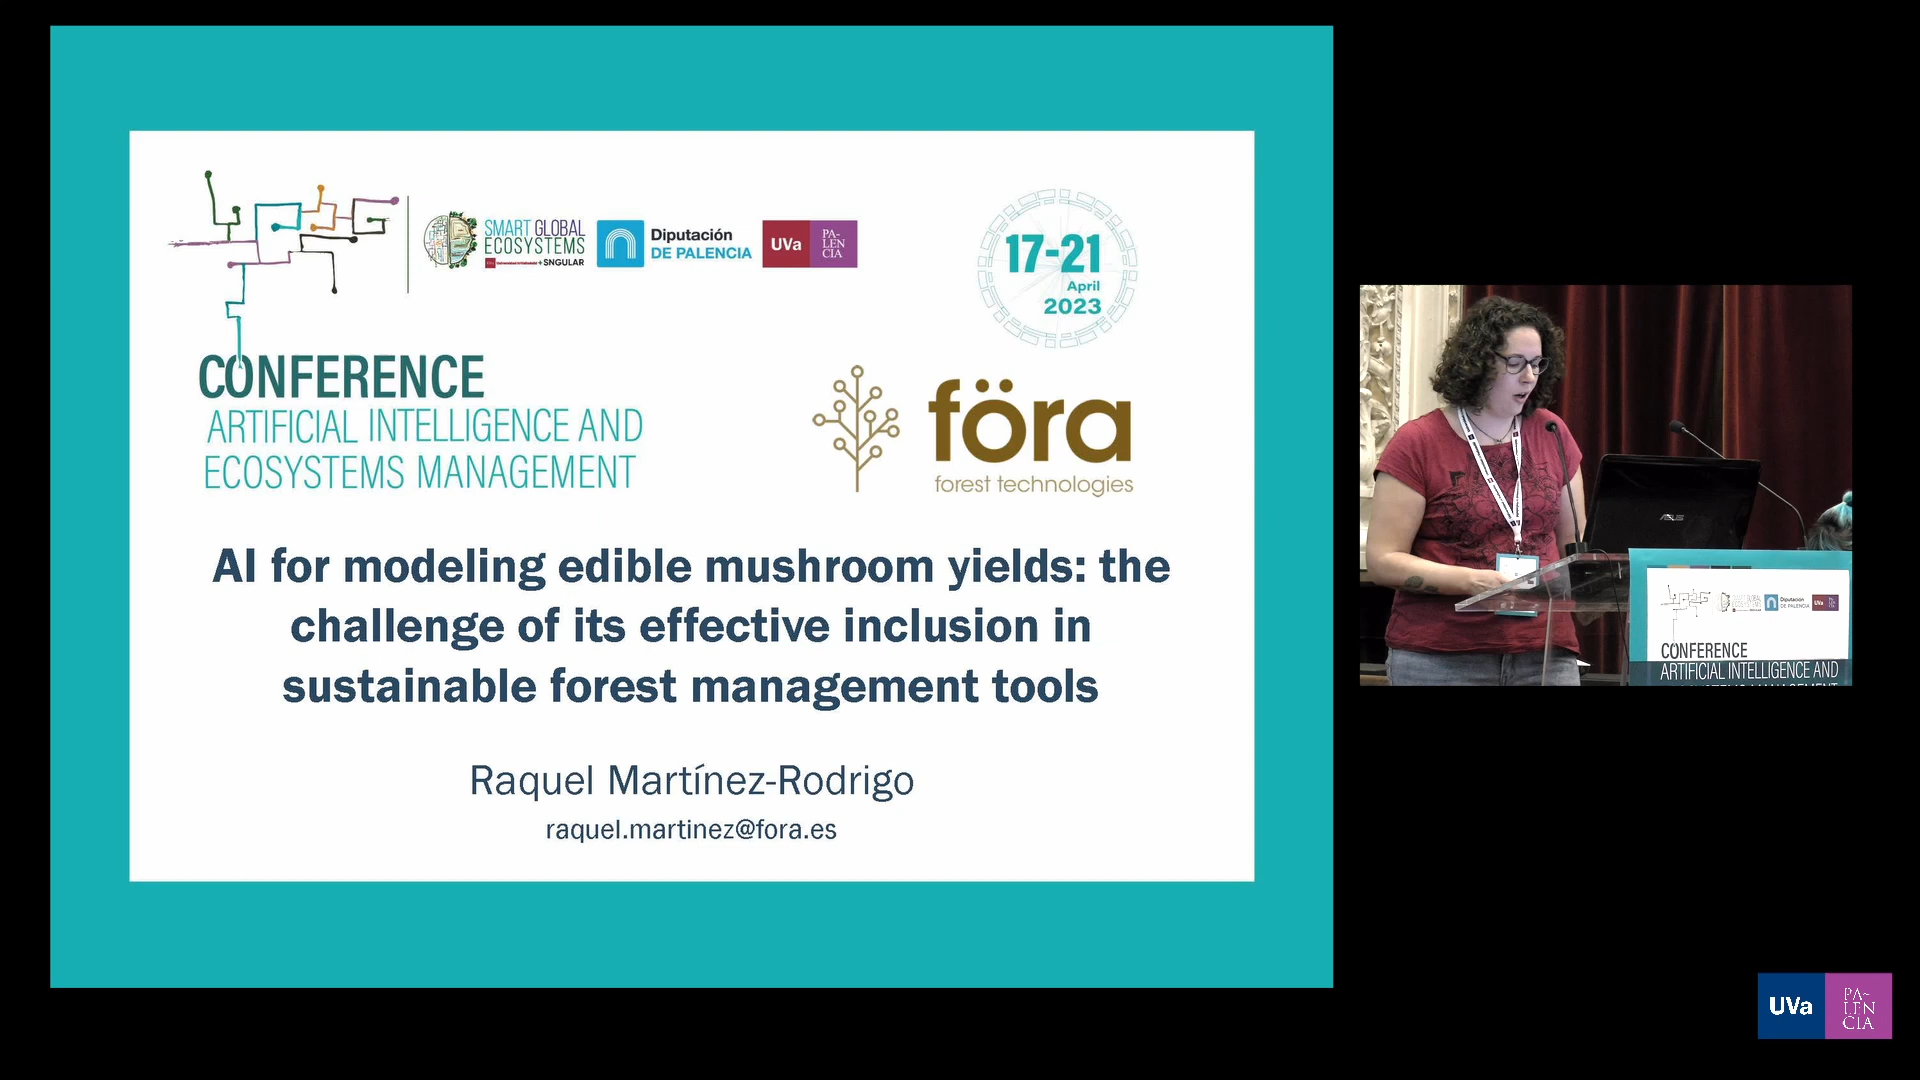 SMART GLOBAL
ECOSYSTEMS
+ SNGULAR
Diputación
DE PALENCIA
UVa
PA-
LEN
CIA
17-21
April
2023
CONFERENCE
ARTIFICIAL INTELLIGENCE AND
ECOSYSTEMS MANAGEMENT
föra
forest technologies
AI for modeling edible mushroom yields: the
challenge of its effective inclusion in
sustainable forest management tools
Raquel Martínez-Rodrigo
raquel.martinez@fora.es
ASUS
Diputación
DE PALENCIA
UVa
CONFERENCE
ARTIFICIAL INTELLIGENCE AND
UVa
PA~
LEN
CIA